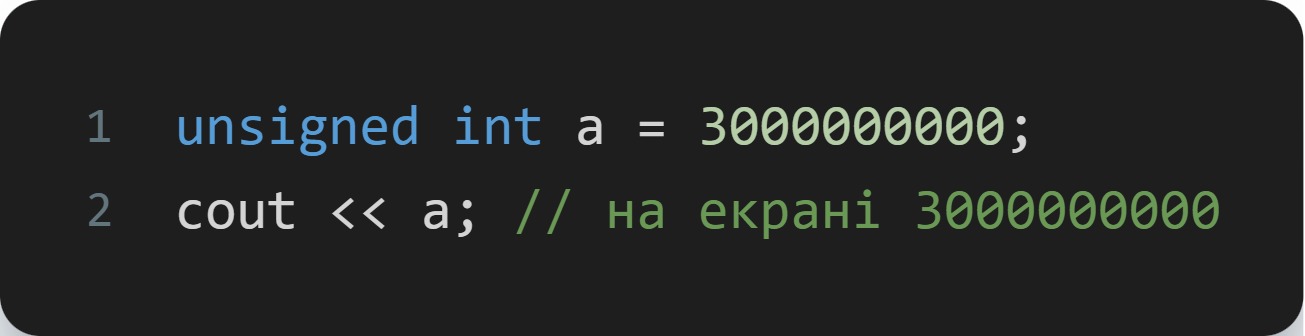 1 unsigned int a = 3000000000;
2 cout << a; // на екрані 3000000000